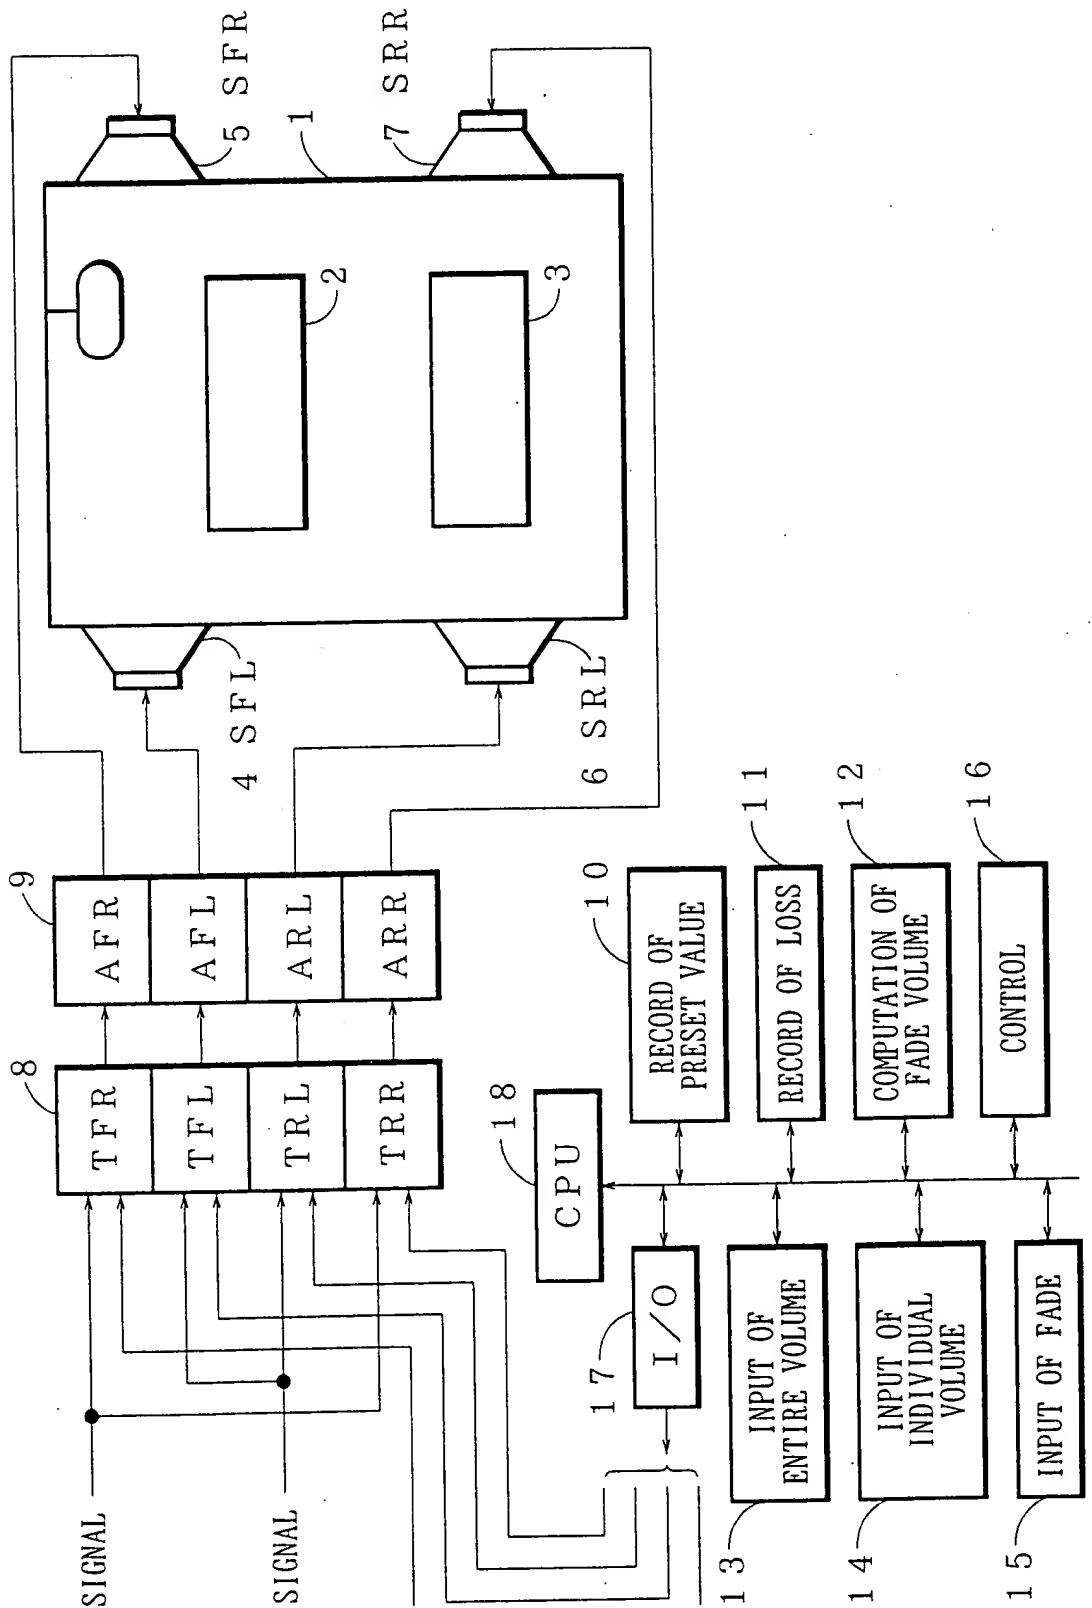 SIGNAL
SIGNAL
8
TFR
TFL
TRL
TRR
9
AFR
AFL
ARL
ARR
4 SFL
6 SRL
5 SFR
7 SRR
1
2
3
CPU
18
17
I/O
10
RECORD OF
PRESET VALUE
11
RECORD OF LOSS
12
COMPUTATION OF
FADE VOLUME
16
CONTROL
13
INPUT OF
ENTIRE VOLUME
14
INPUT OF
INDIVIDUAL
VOLUME
15
INPUT OF FADE